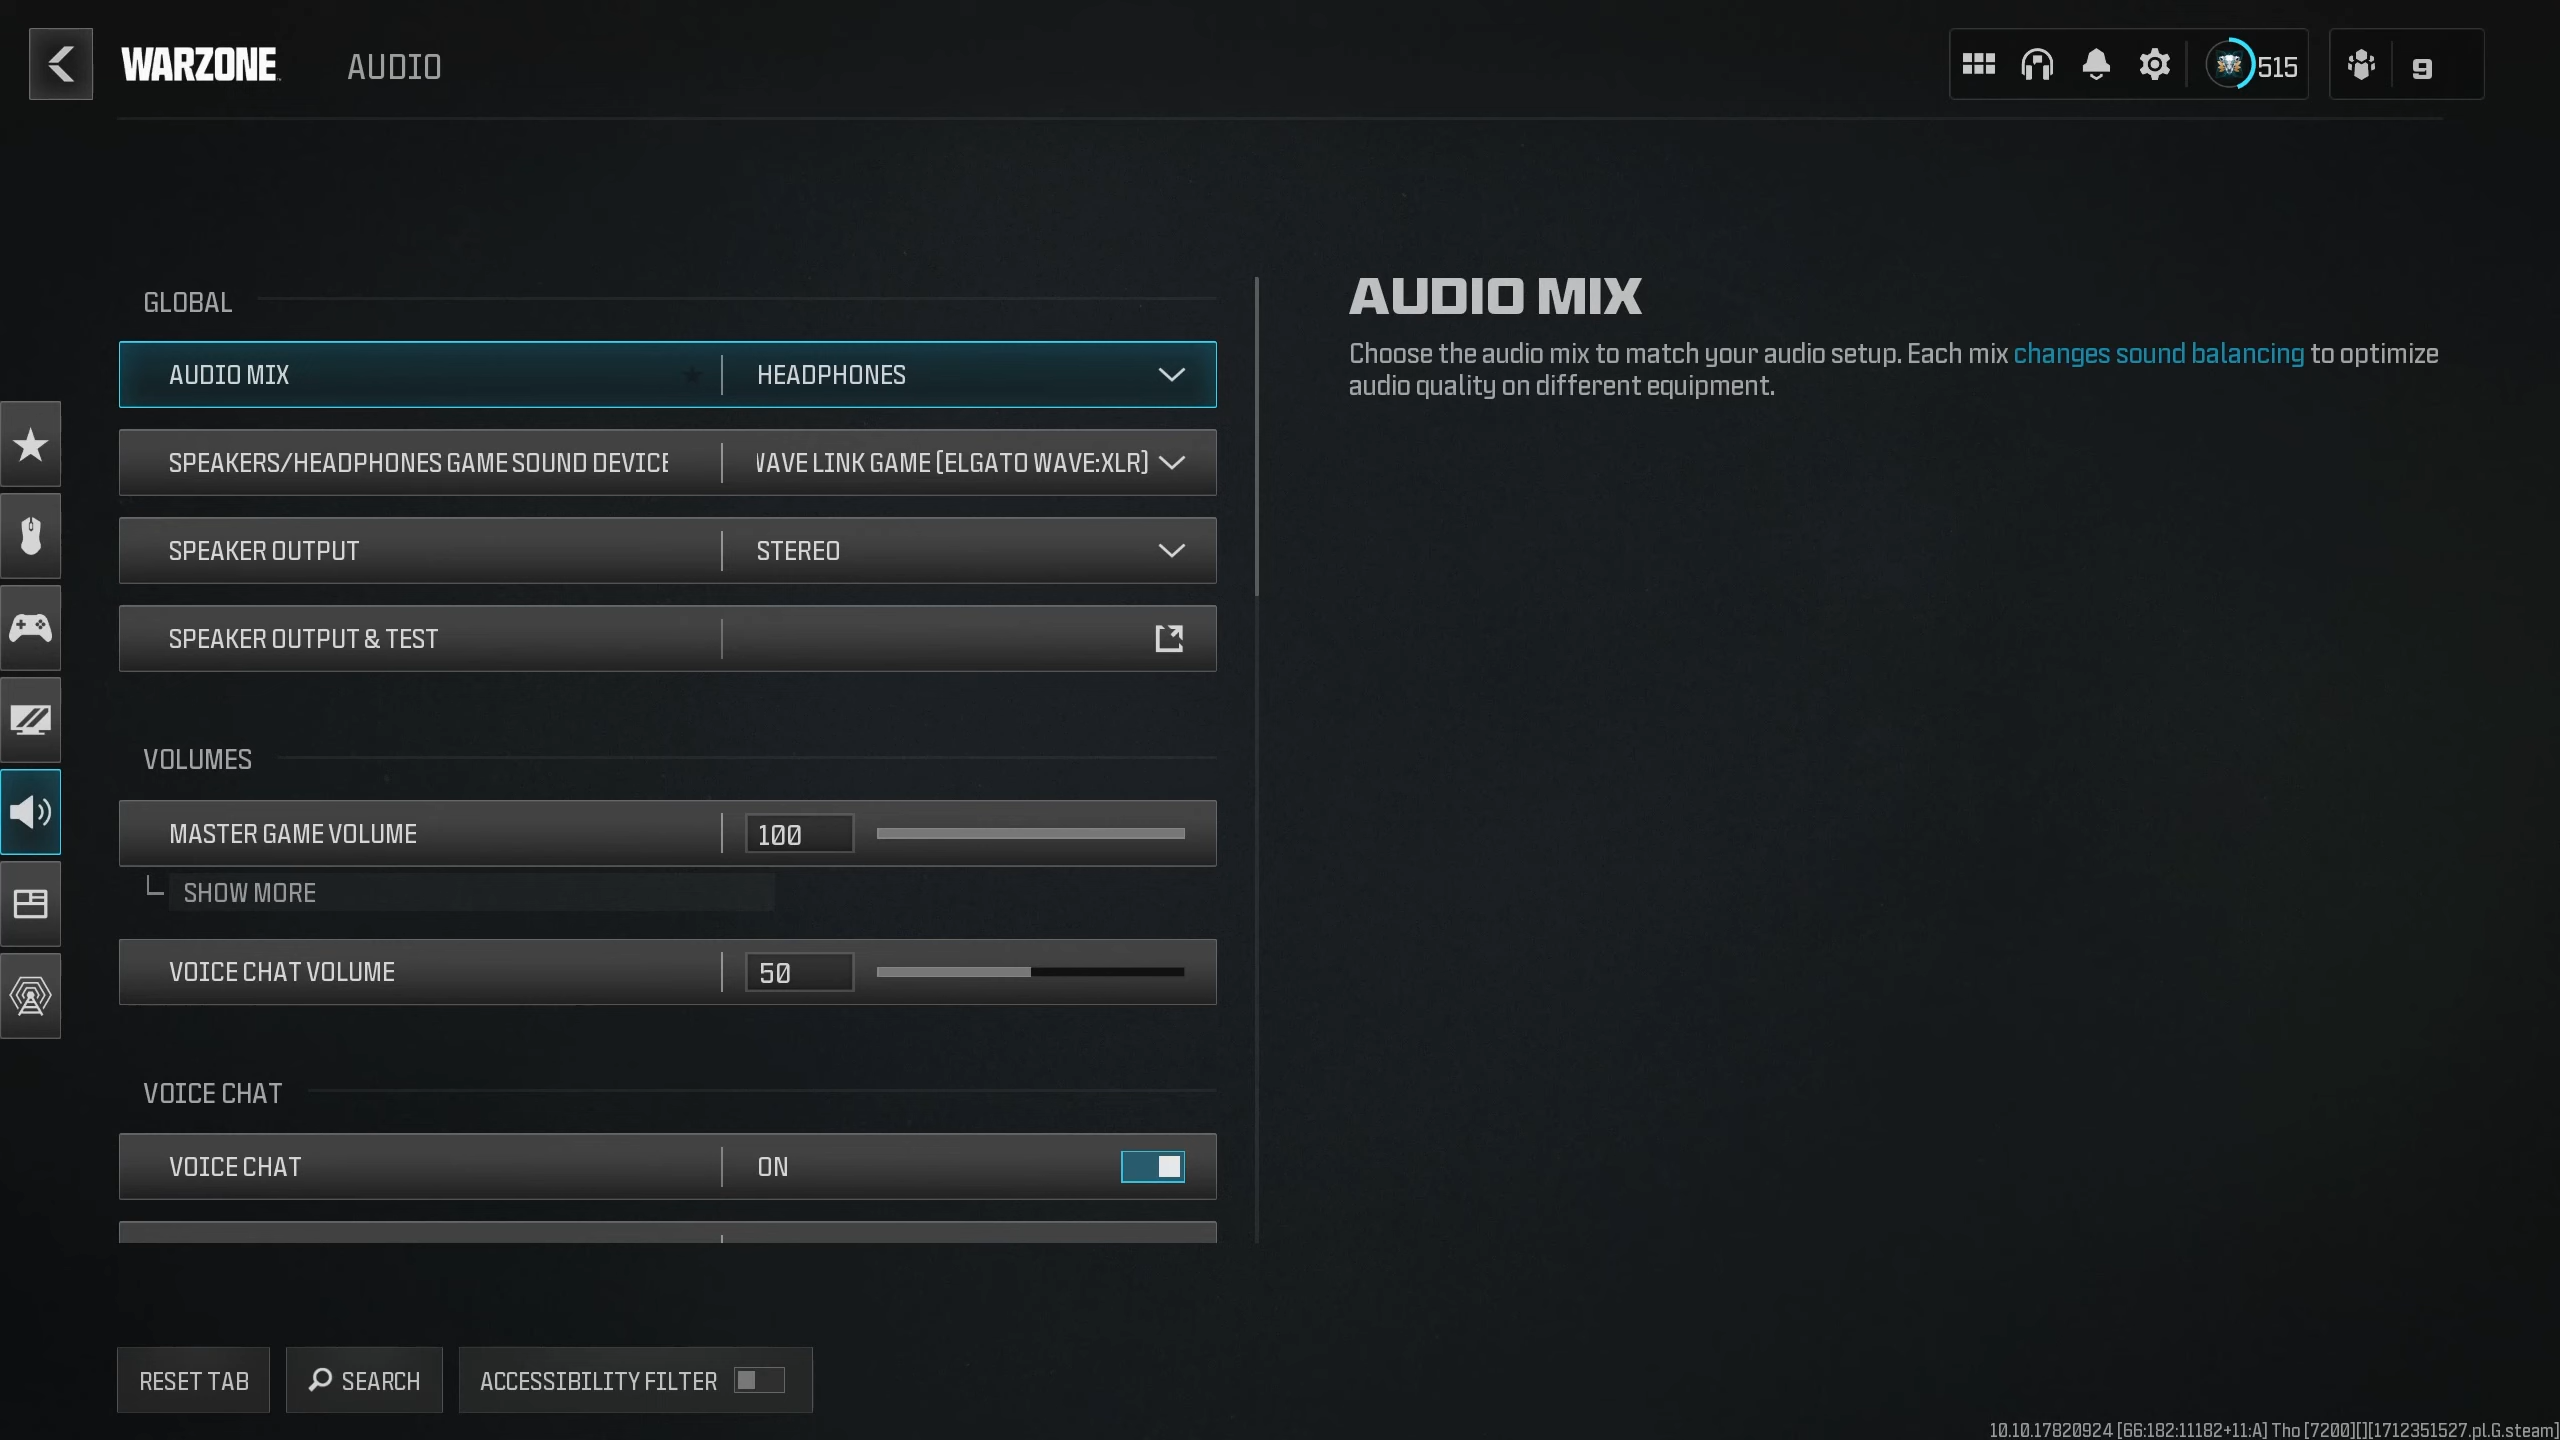 WARZONE
AUDIO
515
9
GLOBAL
AUDIO MIX
HEADPHONES
SPEAKERS/HEADPHONES GAME SOUND DEVICE
WAVE LINK GAME [ELGATO WAVE:XLR]
SPEAKER OUTPUT
STEREO
SPEAKER OUTPUT & TEST
VOLUMES
MASTER GAME VOLUME
100
SHOW MORE
VOICE CHAT VOLUME
50
VOICE CHAT
VOICE CHAT
ON
AUDIO MIX
Choose the audio mix to match your audio setup. Each mix changes sound balancing to optimize
audio quality on different equipment.
RESET TAB
SEARCH
ACCESSIBILITY FILTER
10.10.17820924 [66:182:11182+11:A] Tho [7200][][1712351527.pl.G.steam]